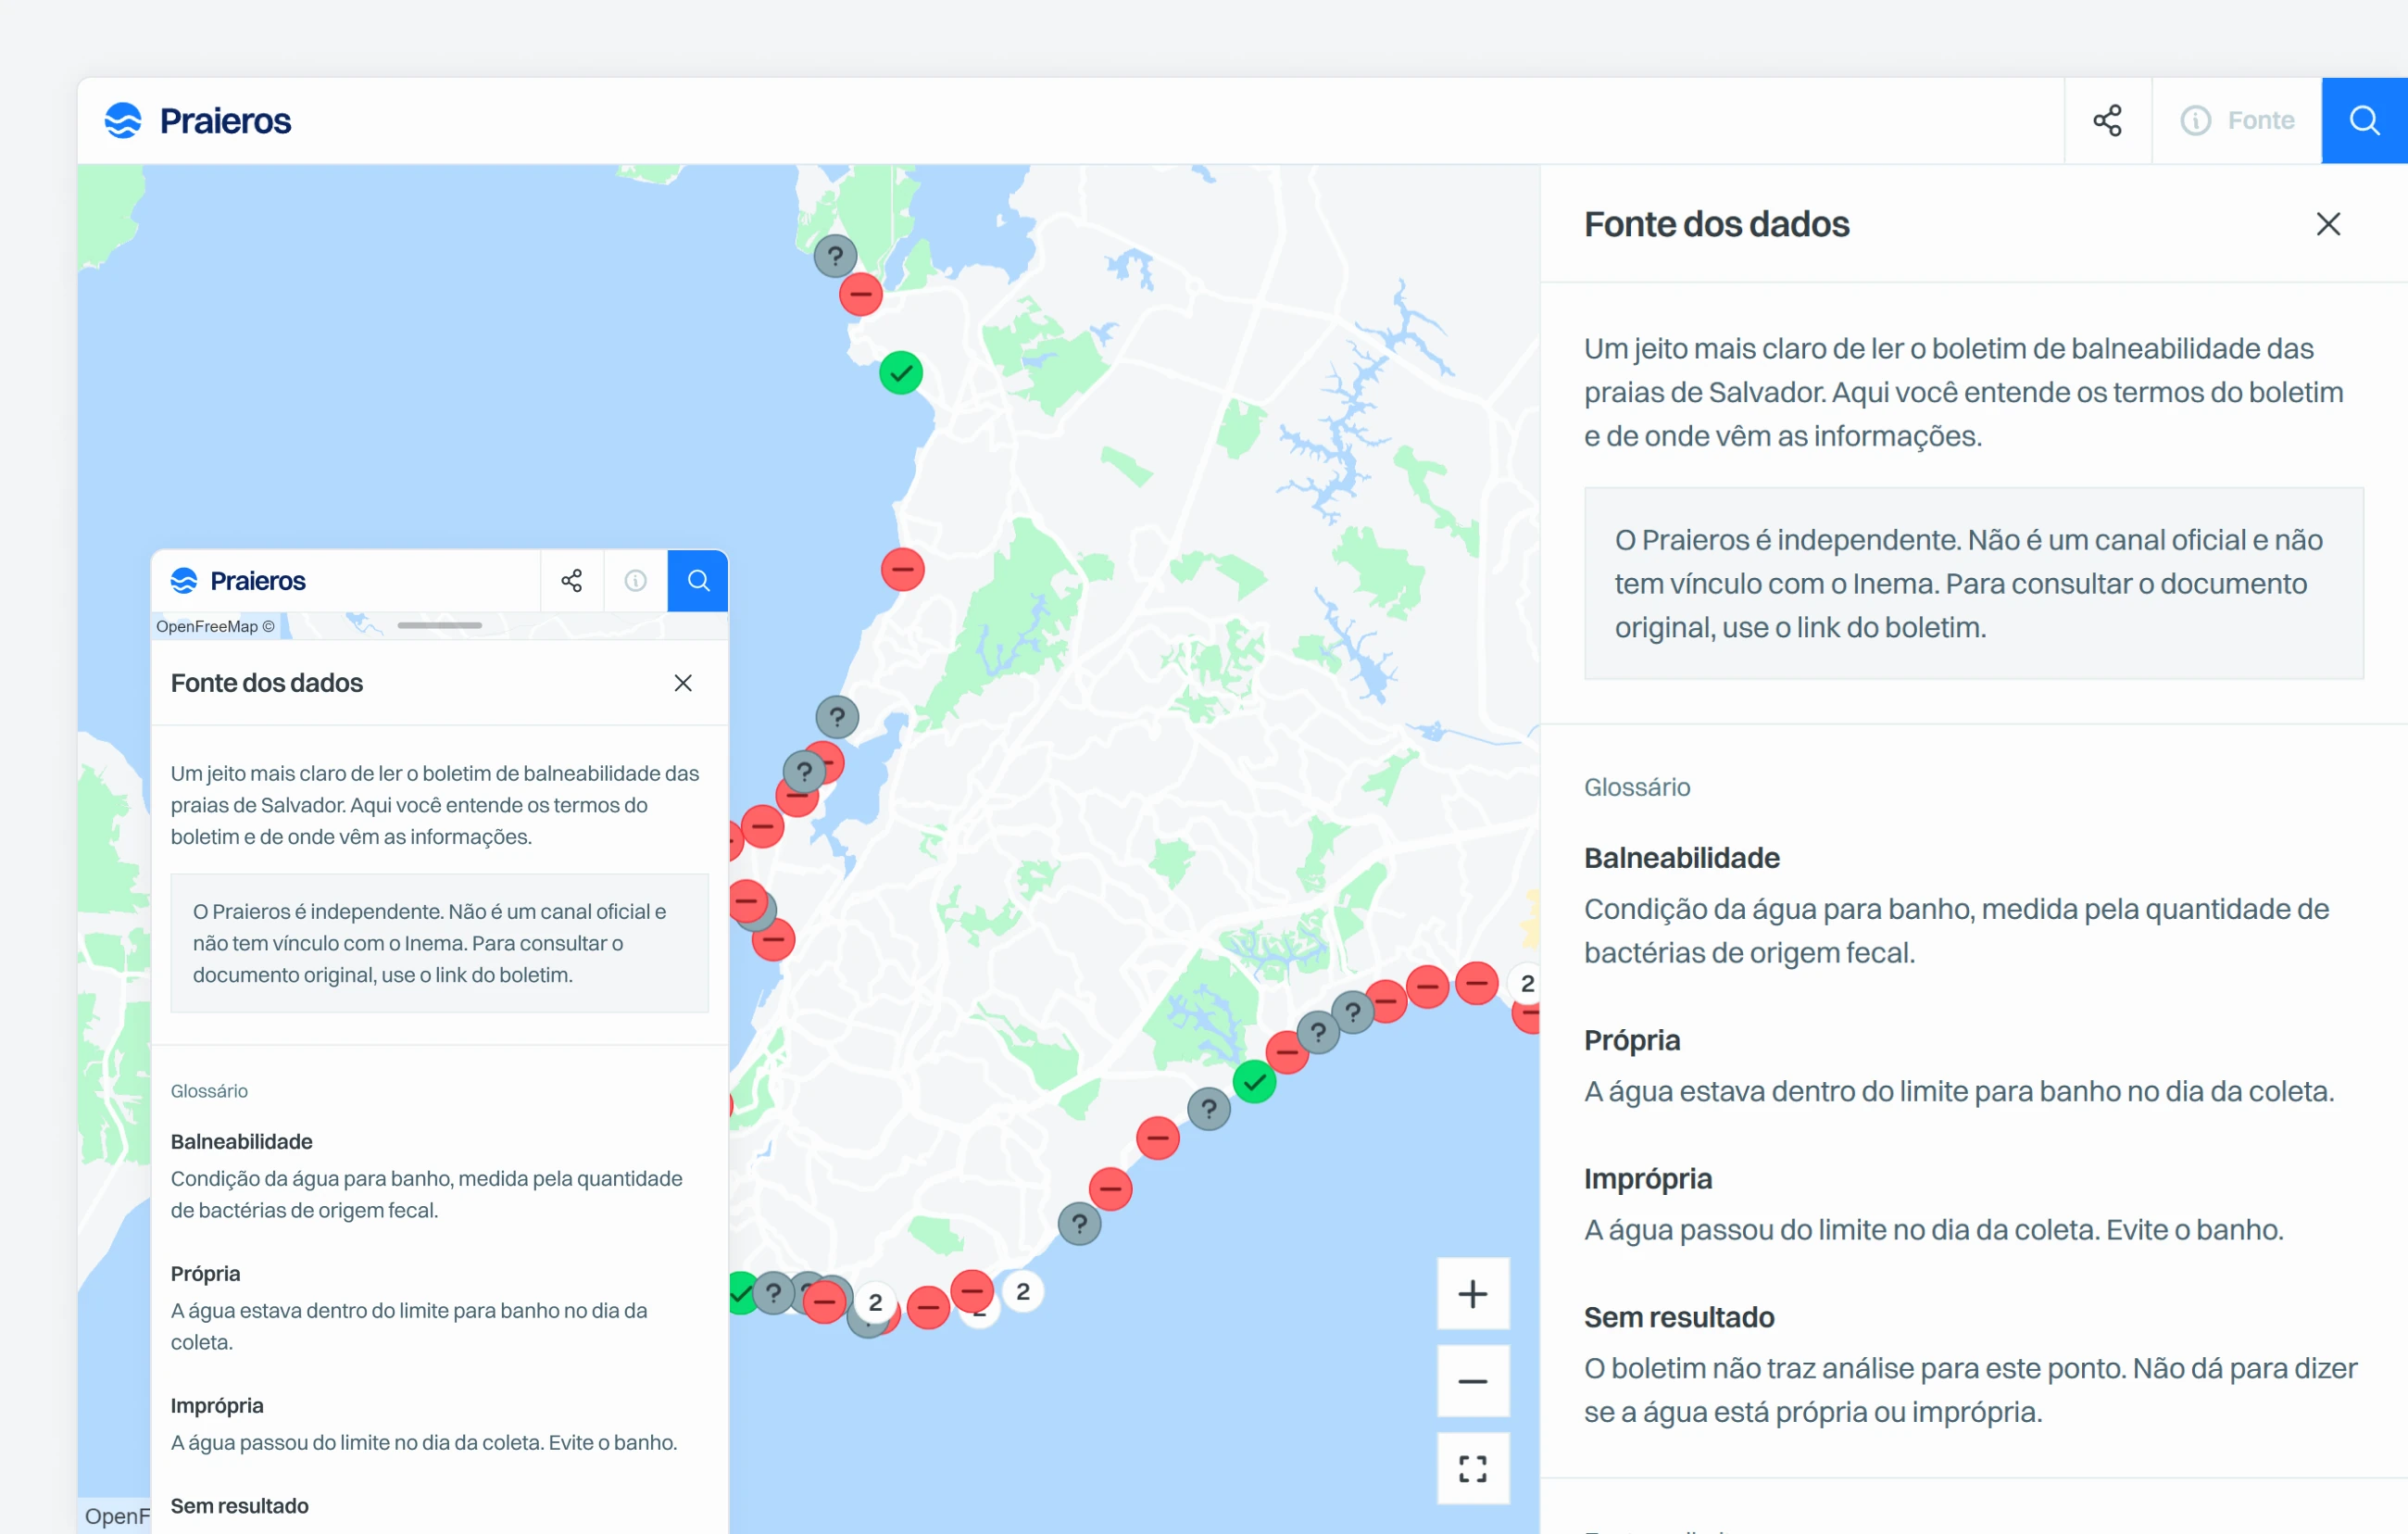 Praieros
Fonte
Fonte dos dados
Um jeito mais claro de ler o boletim de balneabilidade das
praias de Salvador. Aqui você entende os termos do boletim
e de onde vêm as informações.
O Praieros é independente. Não é um canal oficial e não
tem vínculo com o Inema. Para consultar o documento
original, use o link do boletim.
Glossário
Balneabilidade
Condição da água para banho, medida pela quantidade de
bactérias de origem fecal.
Própria
A água estava dentro do limite para banho no dia da coleta.
Imprópria
A água passou do limite no dia da coleta. Evite o banho.
Sem resultado
O boletim não traz análise para este ponto. Não dá para dizer
se a água está própria ou imprópria.
?
?
?
?
?
?
?
?
?
2
2
2
2
OpenF
Praieros
OpenFreeMap ©
Fonte dos dados
Um jeito mais claro de ler o boletim de balneabilidade das
praias de Salvador. Aqui você entende os termos do
boletim e de onde vêm as informações.
O Praieros é independente. Não é um canal oficial e
não tem vínculo com o Inema. Para consultar o
documento original, use o link do boletim.
Glossário
Balneabilidade
Condição da água para banho, medida pela quantidade
de bactérias de origem fecal.
Própria
A água estava dentro do limite para banho no dia da
coleta.
Imprópria
A água passou do limite no dia da coleta. Evite o banho.
Sem resultado